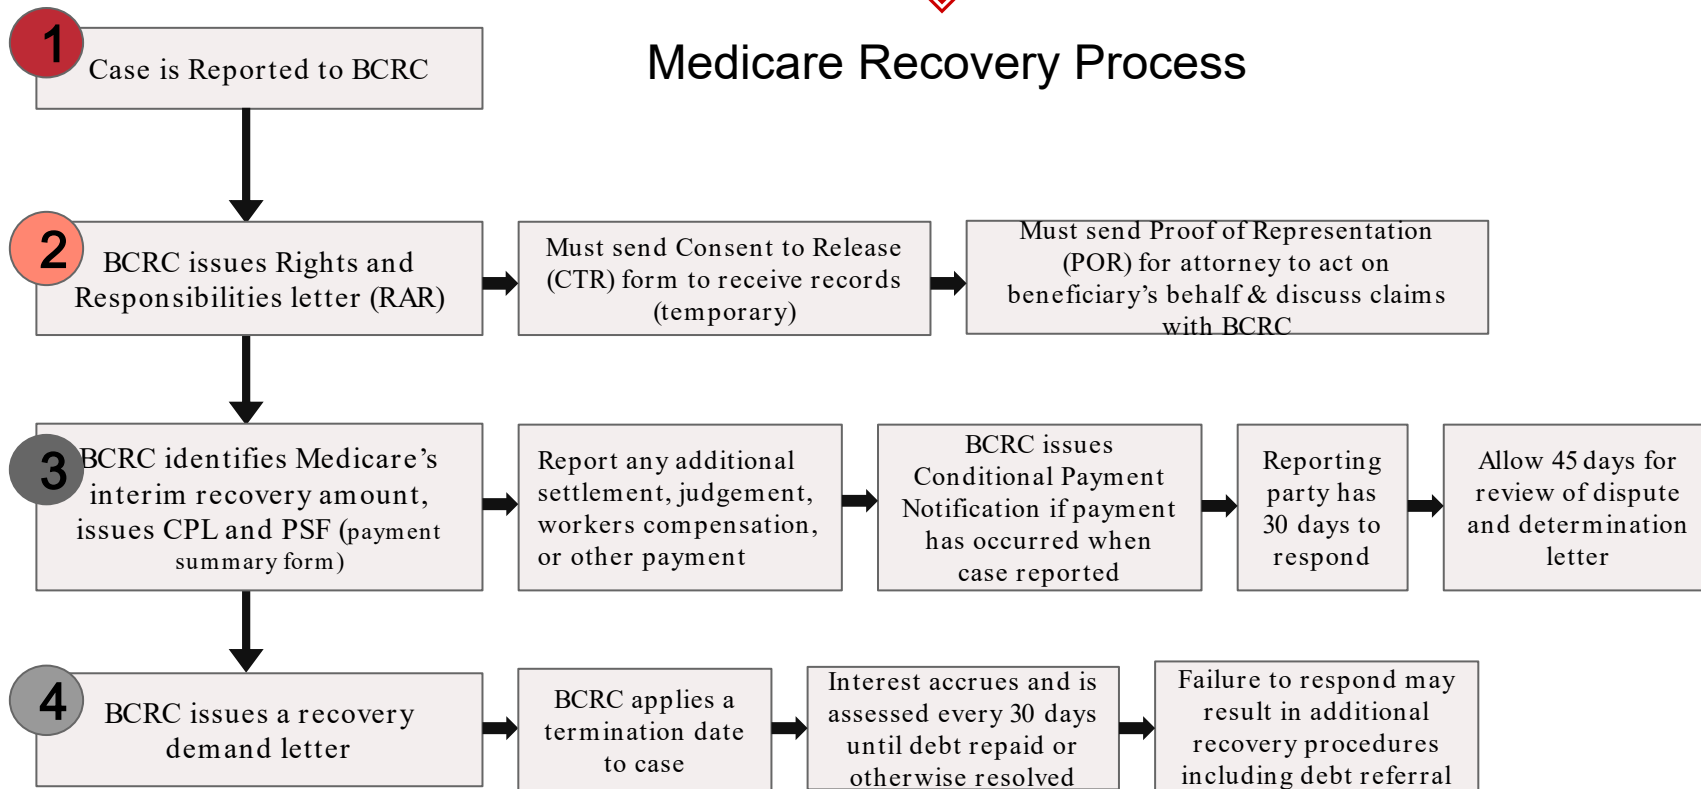 Medicare Recovery Process
1
Case is Reported to BCRC
2
BCRC issues Rights and
Responsibilities letter (RAR)
Must send Consent to Release
(CTR) form to receive records
(temporary)
Must send Proof of Representation
(POR) for attorney to act on
beneficiary’s behalf & discuss claims
with BCRC
3
BCRC identifies Medicare’s
interim recovery amount,
issues CPL and PSF (payment
summary form)
Report any additional
settlement, judgement,
workers compensation,
or other payment
BCRC issues
Conditional Payment
Notification if payment
has occurred when
case reported
Reporting
party has
30 days to
respond
Allow 45 days for
review of dispute
and determination
letter
4
BCRC issues a recovery
demand letter
BCRC applies a
termination date
to case
Interest accrues and is
assessed every 30 days
until debt repaid or
otherwise resolved
Failure to respond may
result in additional
recovery procedures
including debt referral